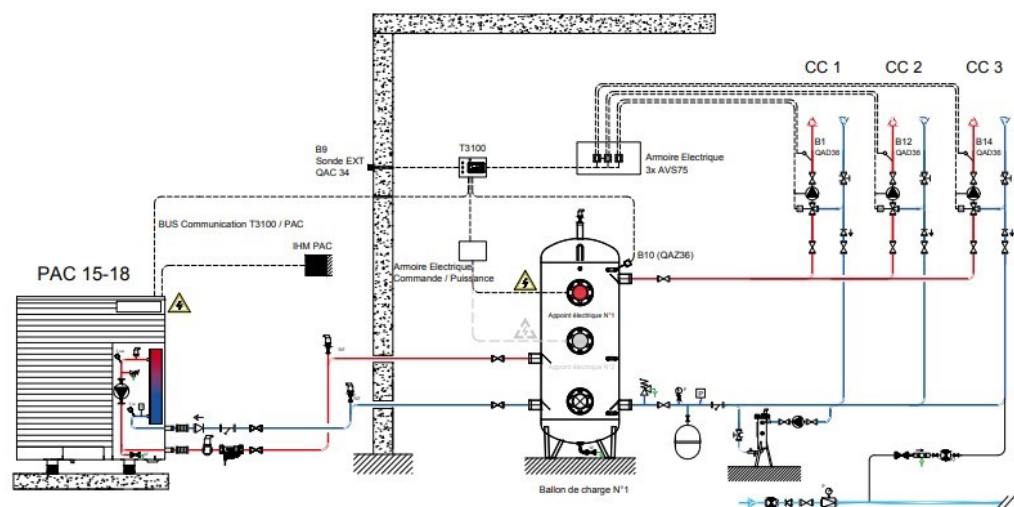 CC 1
CC 2
CC 3
B1
QAD36
B12
QAD36
B14
QAD36
B9
Sonde EXT
QAC 34
T3100
Armoire Electrique
3x AVS75
BUS Communication T3100 / PAC
IHM PAC
PAC 15-18
Armoire Electrique
Commande / Puissance
B10 (QAZ36)
Appoint électrique N°1
Appoint électrique N°2
Ballon de charge N°1